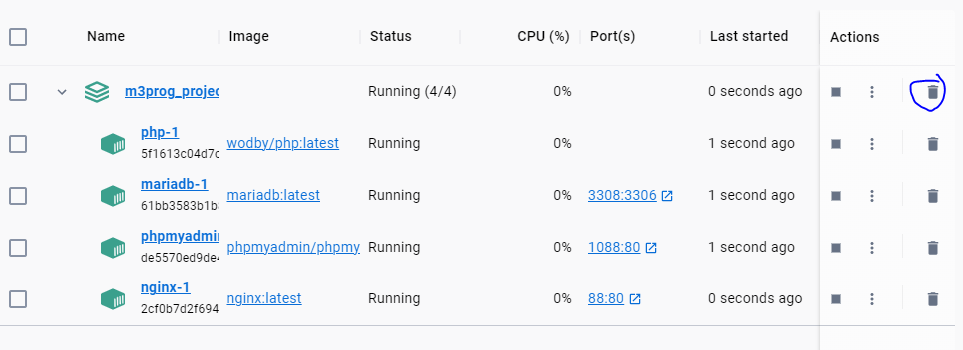 Name Image Status CPU (%) Port(s) Last started Actions
m3prog_projec Running (4/4) 0% 0 seconds ago
php-1
5f1613c04d7c wodby/php:latest Running 0% 1 second ago
mariadb-1
61bb3583b1b mariadb:latest Running 0% 3308:3306 1 second ago
phpmyadmi
de5570ed9de phpmyadmin/phpmy Running 0% 1088:80 1 second ago
nginx-1
2cf0b7d2f694 nginx:latest Running 0% 88:80 0 seconds ago